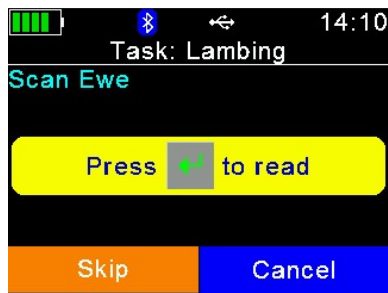 14:10
Task: Lambing
Scan Ewe
Press to read
Skip Cancel